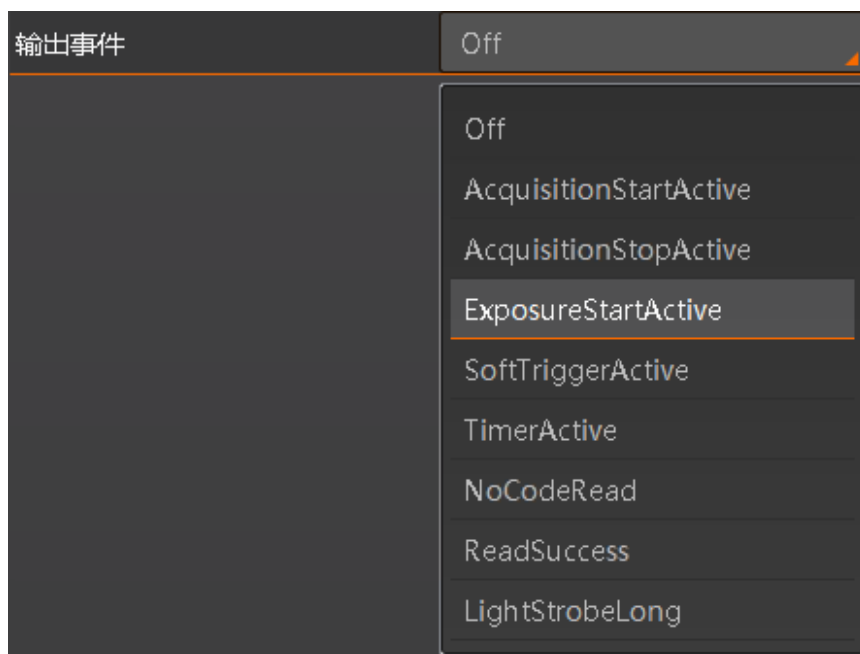 输出事件 Off
Off
AcquisitionStartActive
AcquisitionStopActive
ExposureStartActive
SoftTriggerActive
TimerActive
NoCodeRead
ReadSuccess
LightStrobeLong